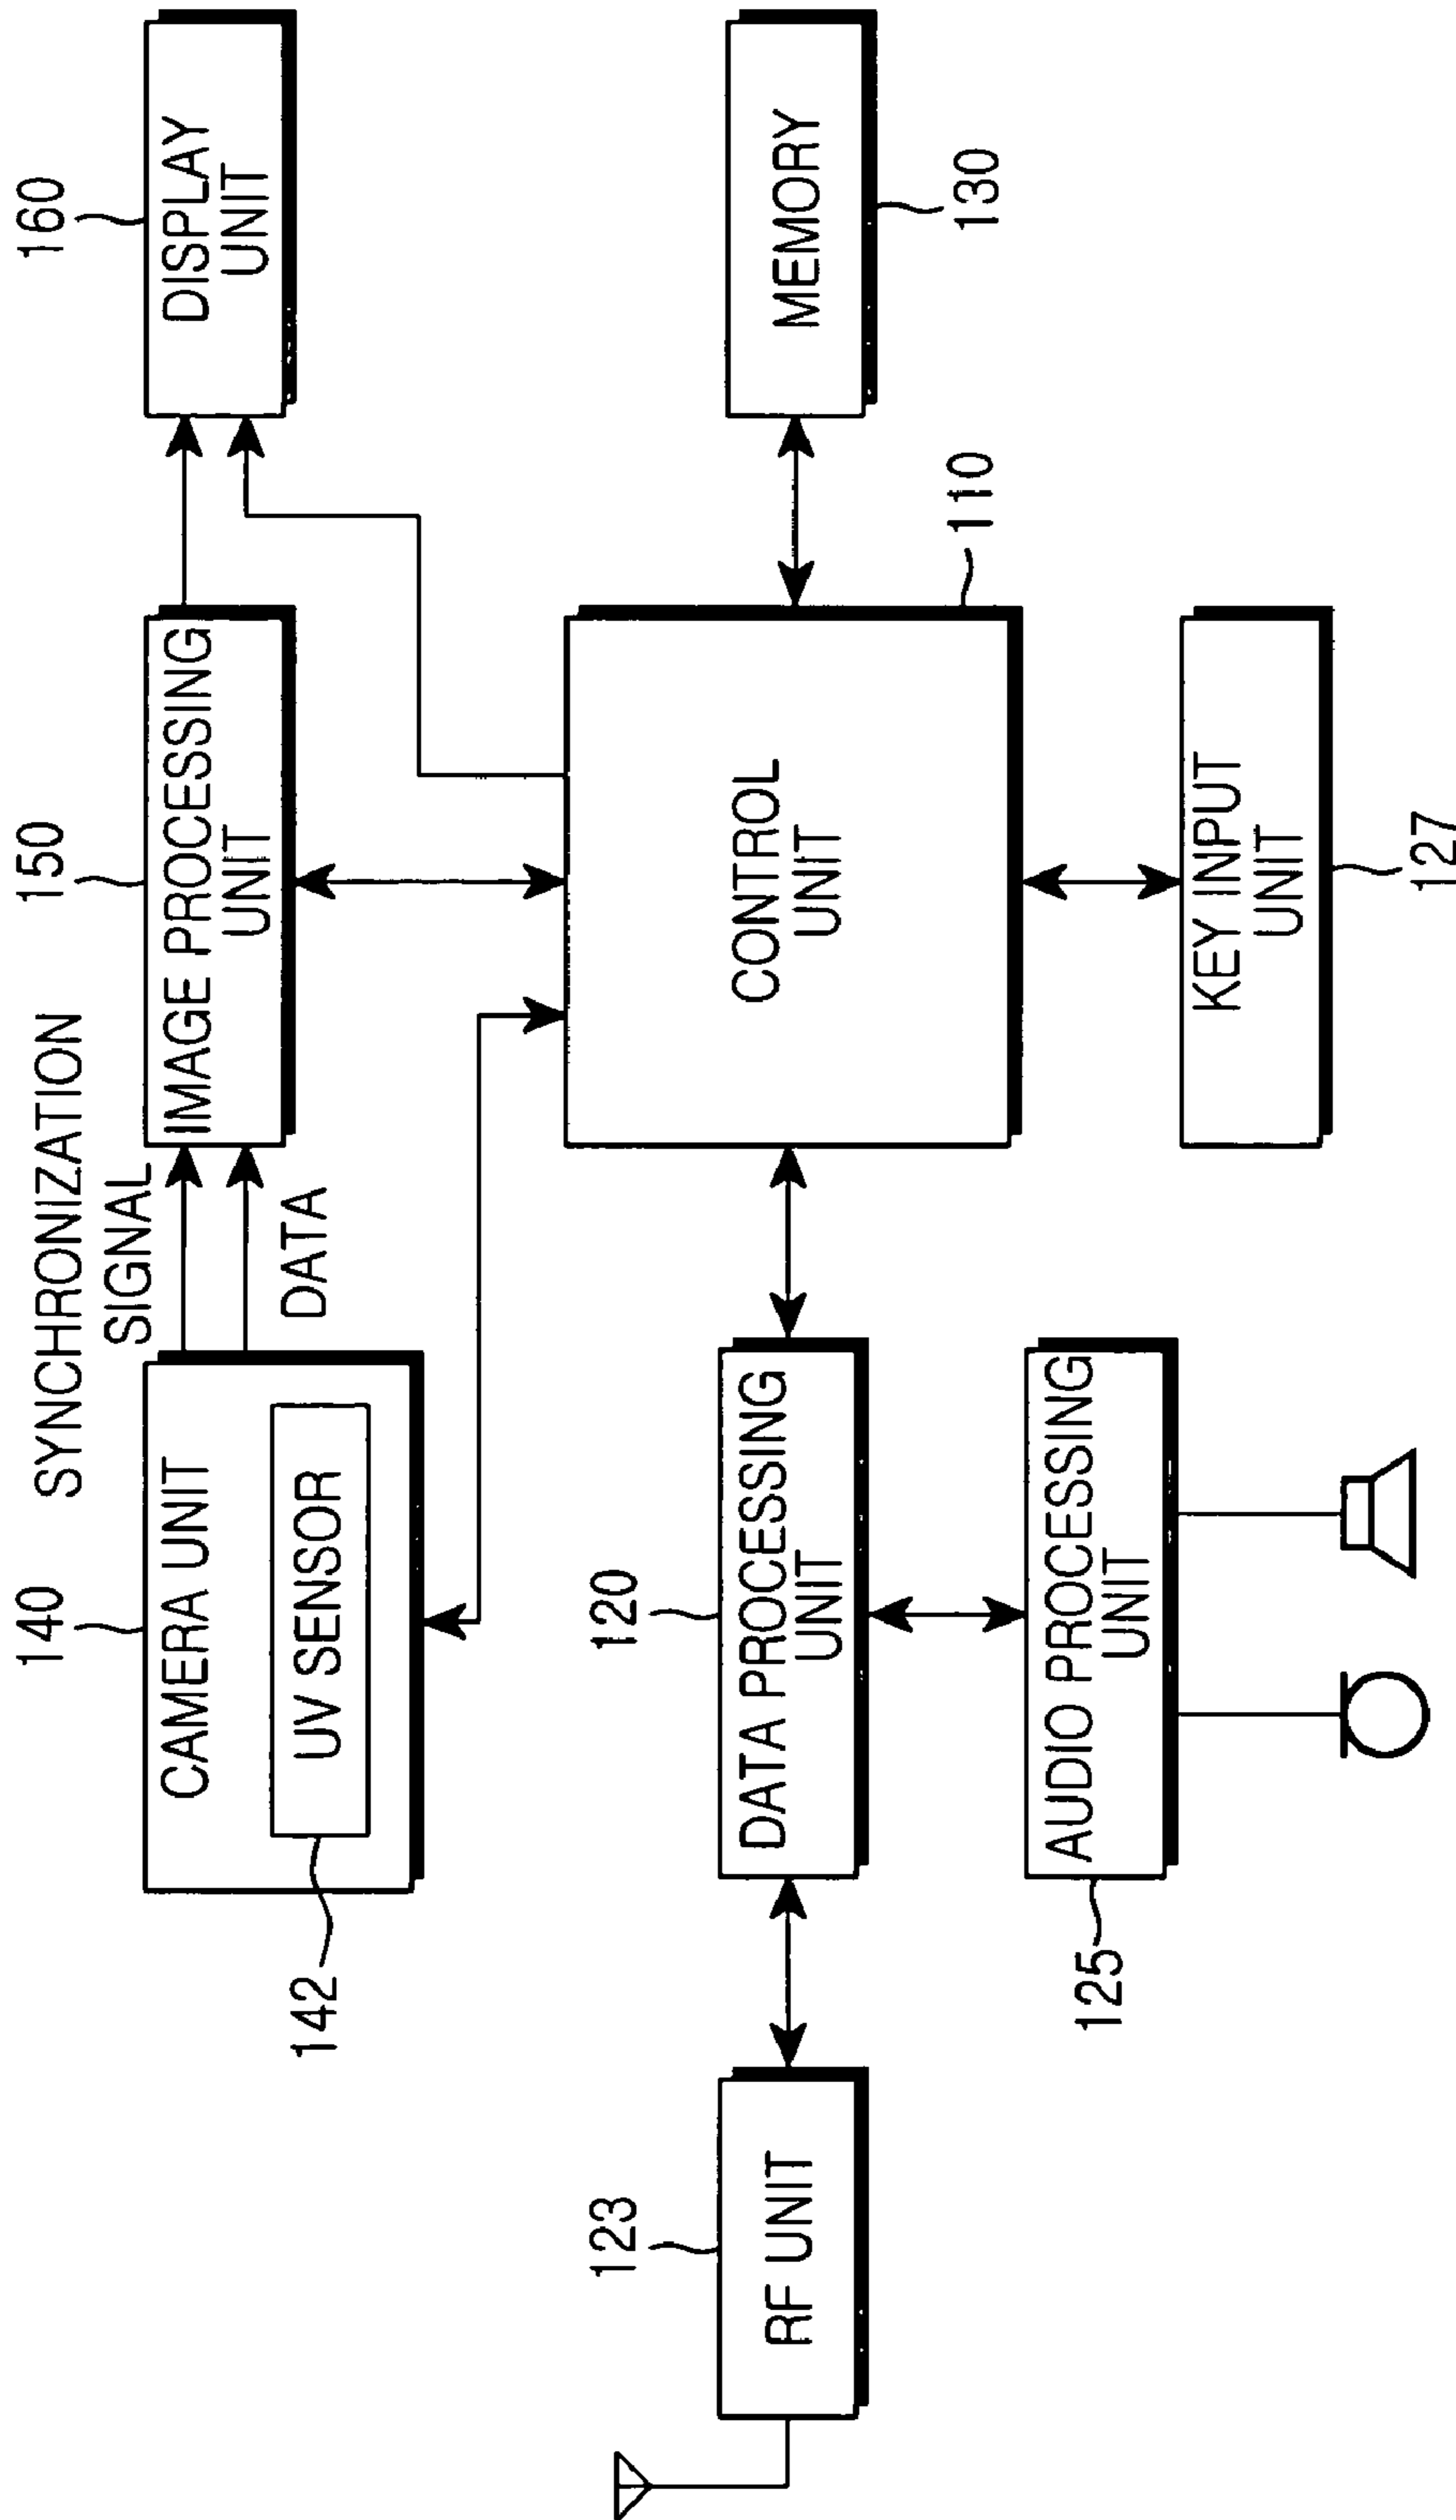 140
SYNCHRONIZATION
SIGNAL
150
160
CAMERA UNIT
UV SENSOR
142
DATA
IMAGE PROCESSING
UNIT
DISPLAY
UNIT
123
RF UNIT
120
DATA PROCESSING
UNIT
CONTROL
UNIT
110
MEMORY
130
125
AUDIO PROCESSING
UNIT
KEY INPUT
UNIT
127